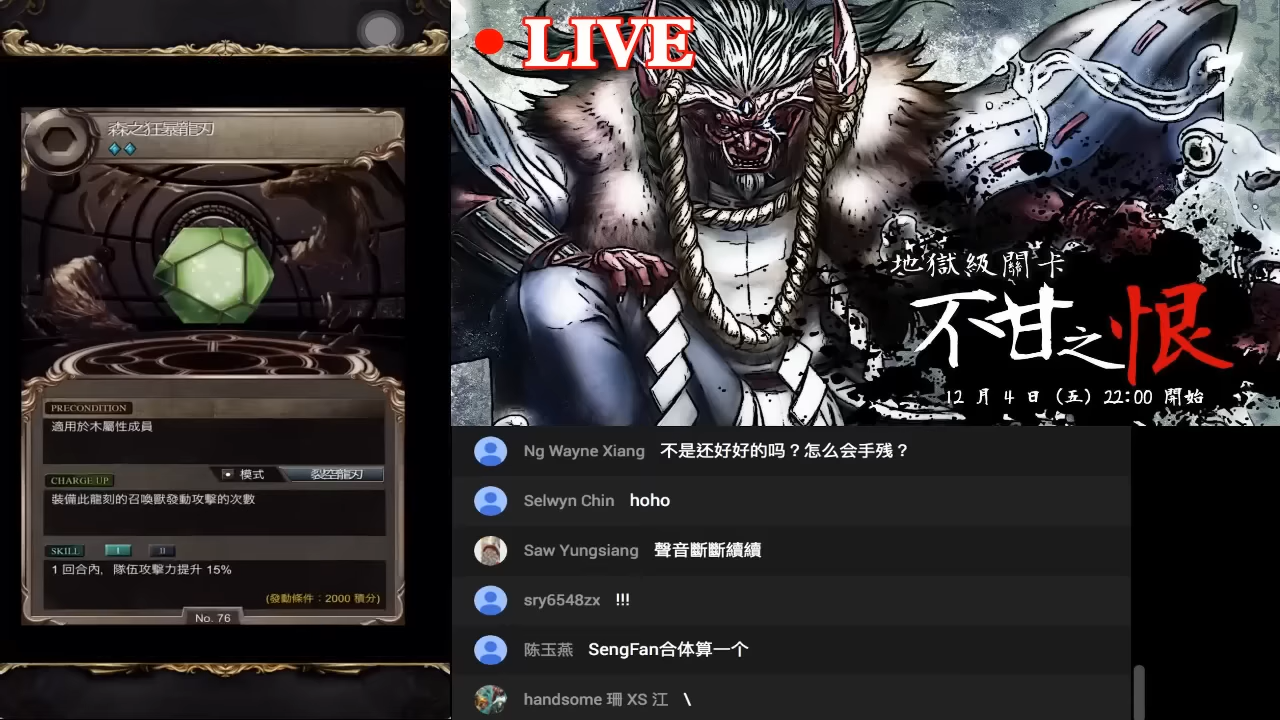 森之狂暴龍刃
PRECONDITION
適用於木屬性成員
CHARGE UP
模式
裂空龍刃
裝備此龍刻的召喚獸發動攻擊的次數
SKILL
I
II
1 回合內，隊伍攻擊力提升 15%
(發動條件：2000 積分)
No. 76
LIVE
地獄級關卡
不甘之恨
12 月 4 日 (五) 22:00 開始
Ng Wayne Xiang 不是还好好的吗？怎么会手残？
Selwyn Chin hoho
Saw Yungsiang 聲音斷斷續續
sry6548zx !!!
陈玉燕 SengFan合体算一个
handsome 珊 XS 江 \